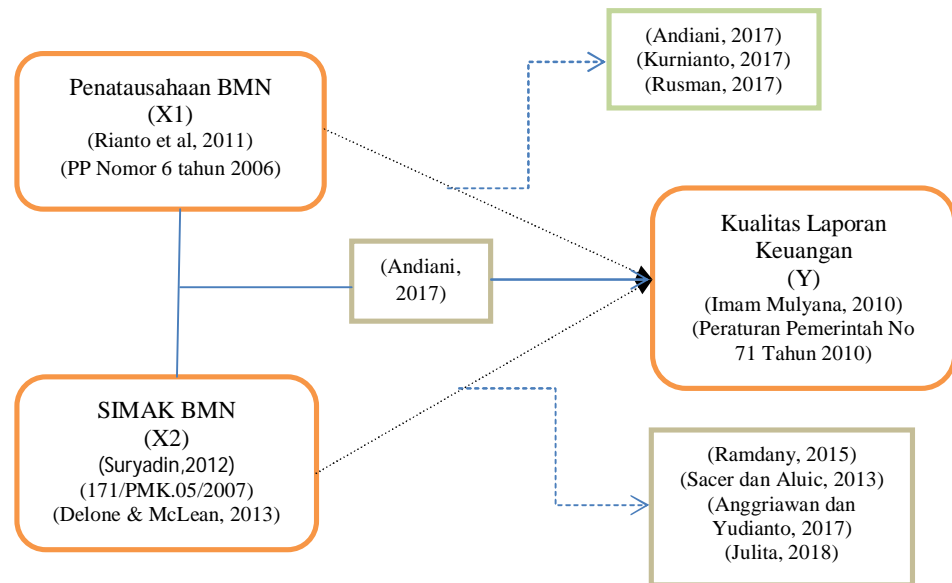 Penatausahaan BMN
(X1)
(Rianto et al, 2011)
(PP Nomor 6 tahun 2006)
(Andiani, 2017)
(Kurnianto, 2017)
(Rusman, 2017)
(Andiani,
2017)
Kualitas Laporan
Keuangan
(Y)
(Imam Mulyana, 2010)
(Peraturan Pemerintah No
71 Tahun 2010)
SIMAK BMN
(X2)
(Suryadin,2012)
(171/PMK.05/2007)
(Delone & McLean, 2013)
(Ramdany, 2015)
(Sacer dan Aluic, 2013)
(Anggriawan dan
Yudianto, 2017)
(Julita, 2018)